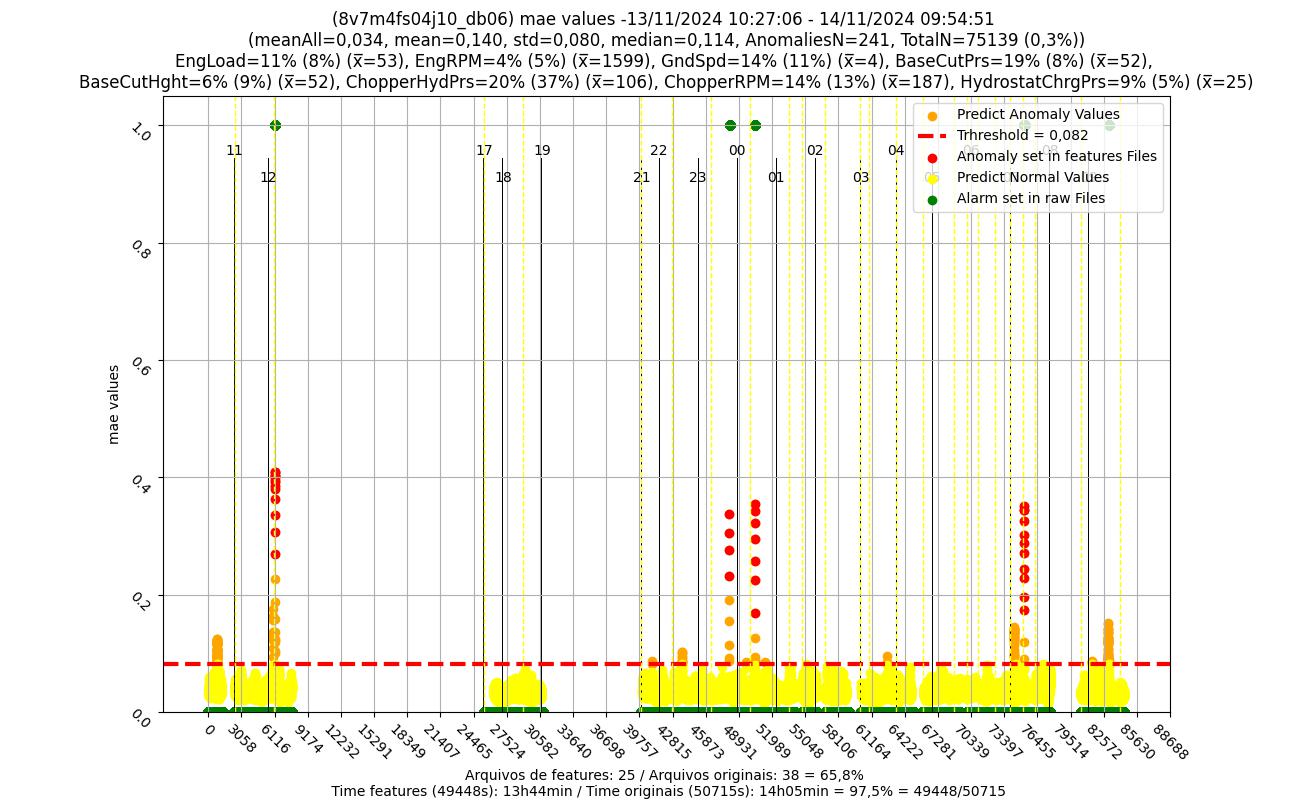 (8v7m4fs04j10_db06) mae values -13/11/2024 10:27:06 - 14/11/2024 09:54:51
(meanAll=0,034, mean=0,140, std=0,080, median=0,114, AnomaliesN=241, TotalN=75139 (0,3%))
EngLoad=11% (8%) (x̅=53), EngRPM=4% (5%) (x̅=1599), GndSpd=14% (11%) (x̅=4), BaseCutPrs=19% (8%) (x̅=52),
BaseCutHght=6% (9%) (x̅=52), ChopperHydPrs=20% (37%) (x̅=106), ChopperRPM=14% (13%) (x̅=187), HydrostatChrgPrs=9% (5%) (x̅=25)
Predict Anomaly Values
Trhreshold = 0,082
Anomaly set in features Files
Predict Normal Values
Alarm set in raw Files
11 17 19 22 00 02 04 06 08
12 18 21 23 01 03
1.0
0.8
0.6
0.4
0.2
0.0
mae values
0 3058 6116 9174 12232 15291 18349 21407 24465 27524 30582 33640 36698 39757 42815 45873 48931 51989 55048 58106 61164 64222 67281 70339 73397 76455 79514 82572 85630 88688
Arquivos de features: 25 / Arquivos originais: 38 = 65,8%
Time features (49448s): 13h44min / Time originais (50715s): 14h05min = 97,5% = 49448/50715